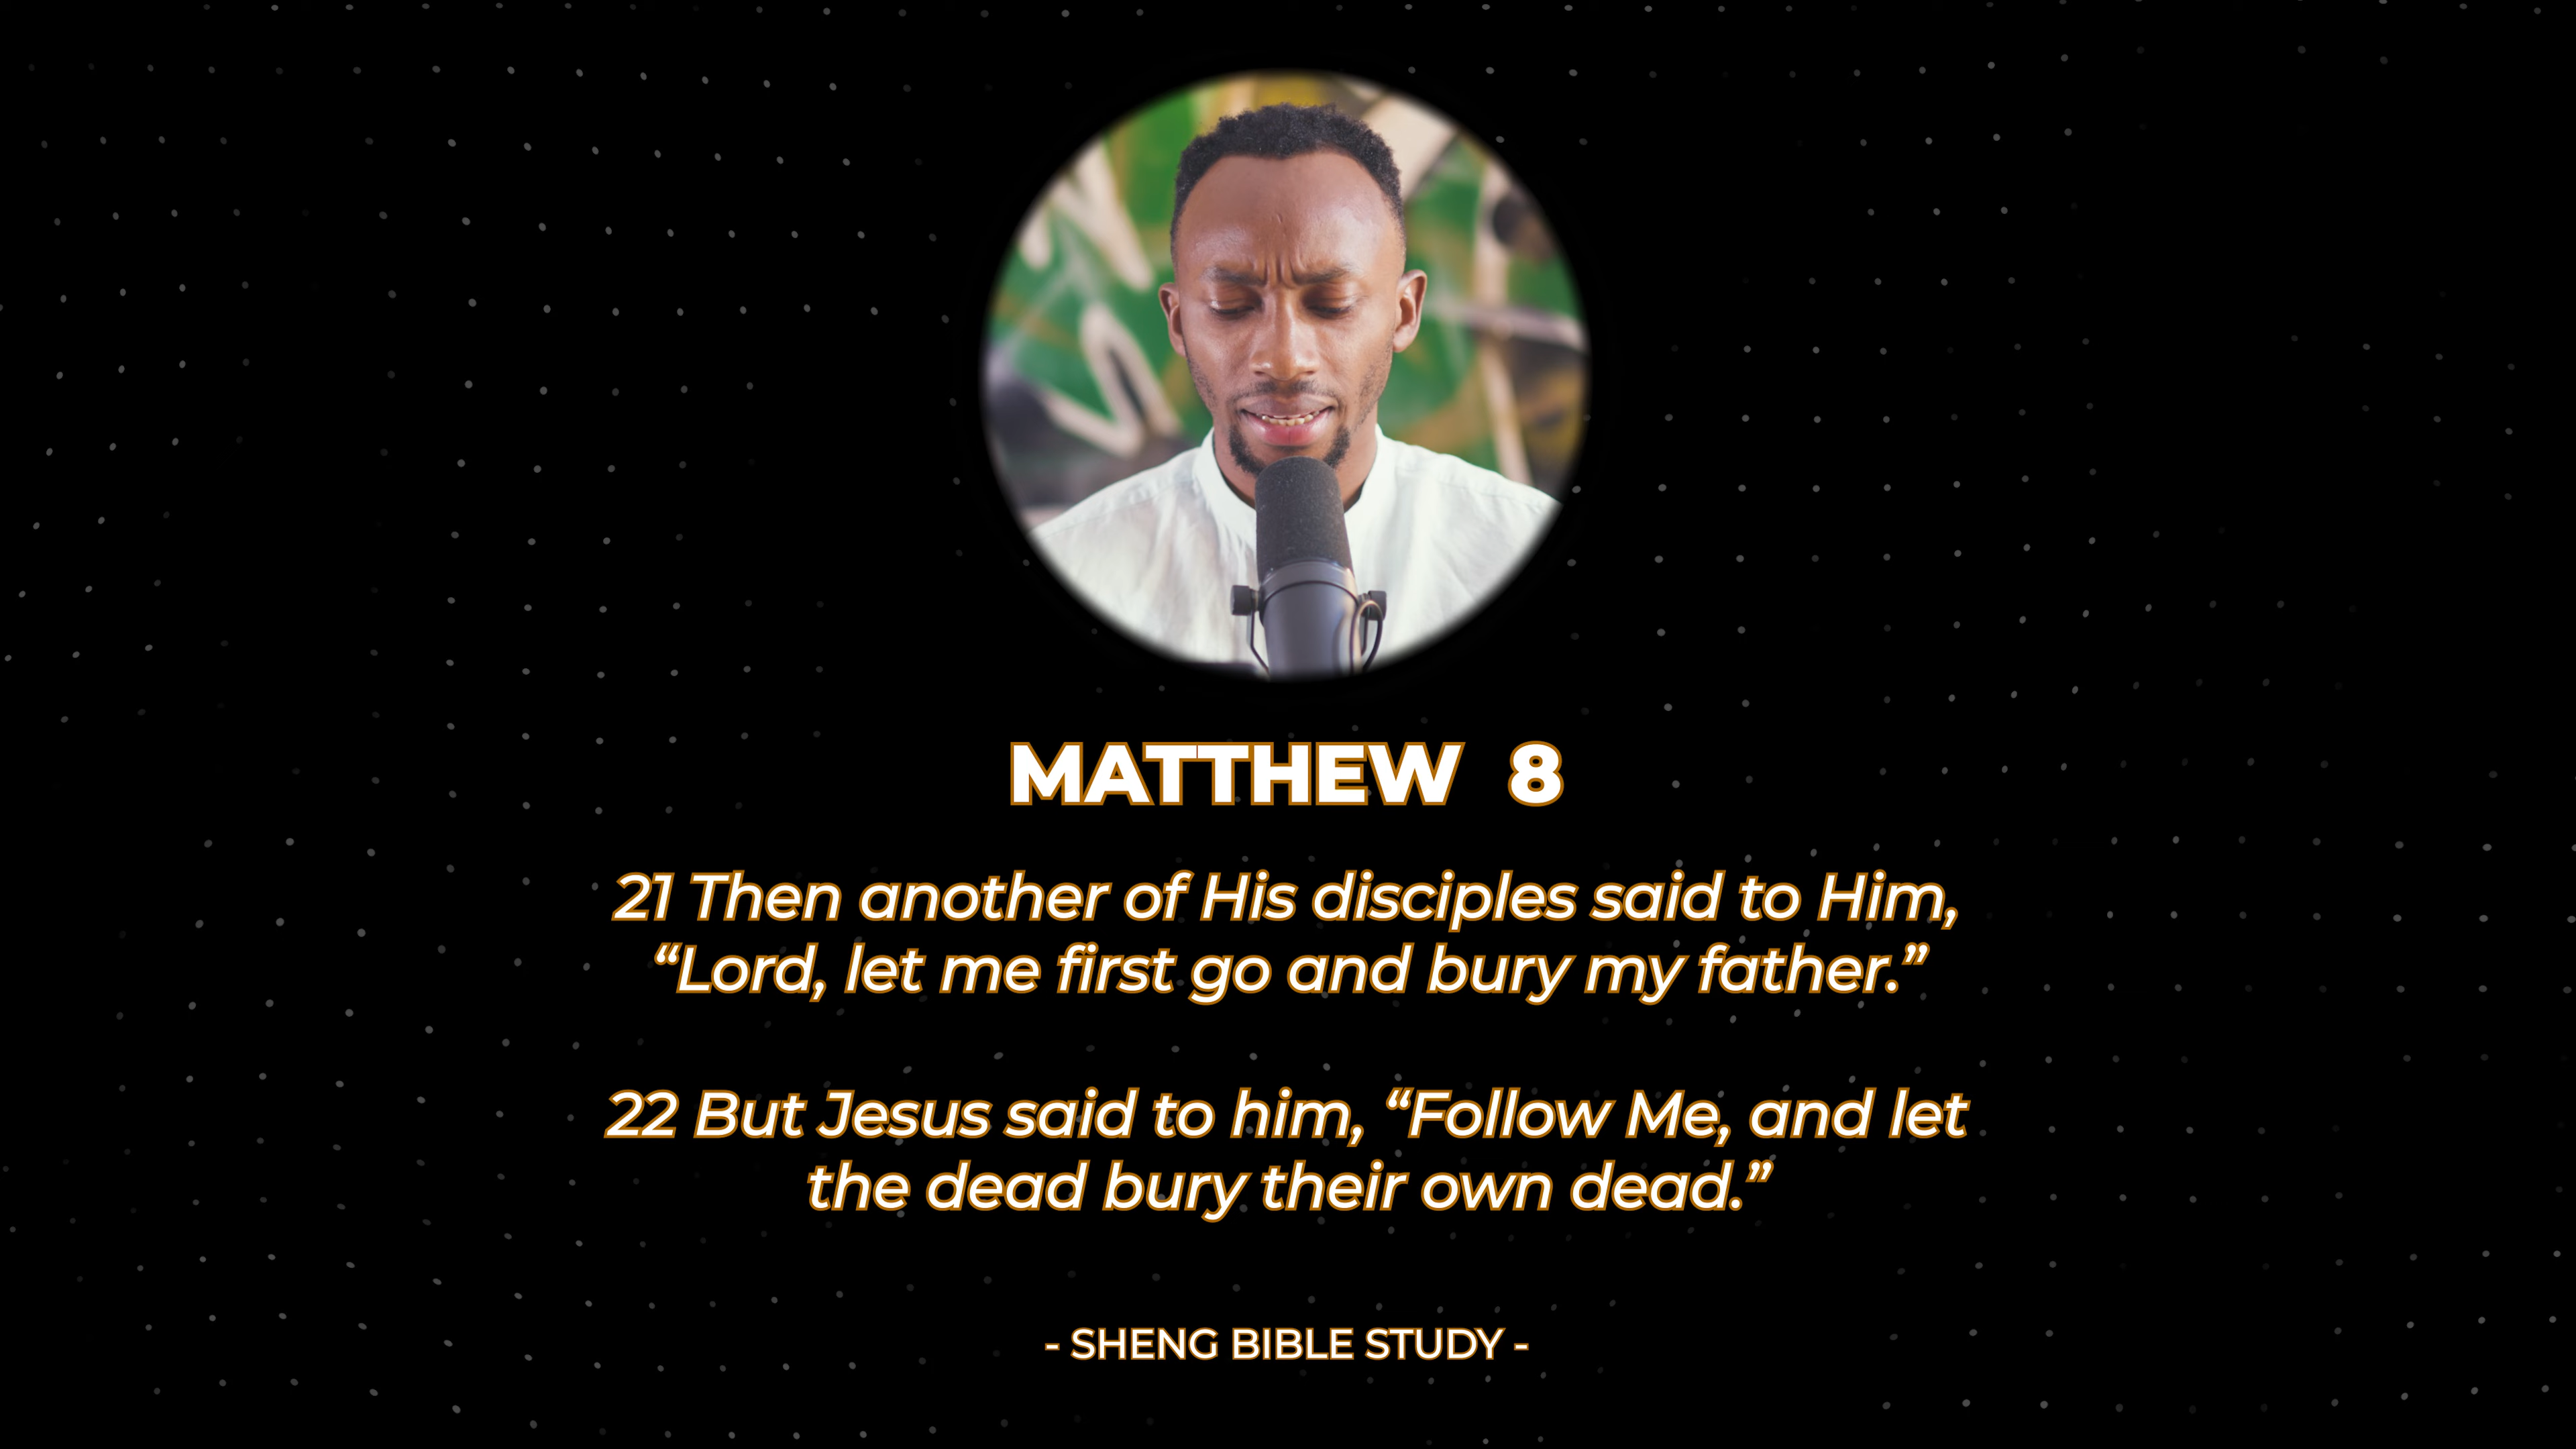 MATTHEW 8
21 Then another of His disciples said to Him,
“Lord, let me first go and bury my father.”
22 But Jesus said to him, “Follow Me, and let
the dead bury their own dead.”
- SHENG BIBLE STUDY -